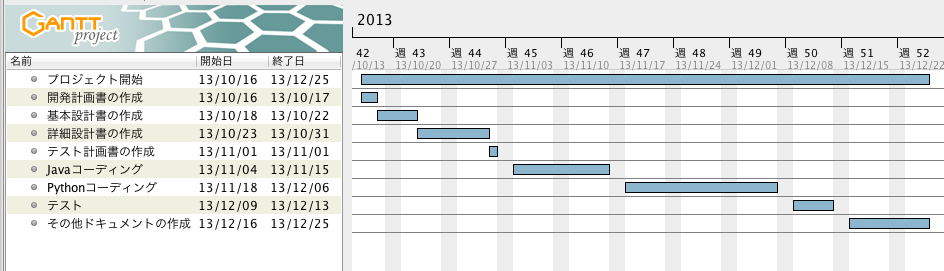 GANTT
project
2013
42 週 43 週 44 週 45 週 46 週 47 週 48 週 49 週 50 週 51 週 52
/10/13 13/10/20 13/10/27 13/11/03 13/11/10 13/11/17 13/11/24 13/12/01 13/12/08 13/12/15 13/12/22
名前 開始日 終了日
プロジェクト開始 13/10/16 13/12/25
開発計画書の作成 13/10/16 13/10/17
基本設計書の作成 13/10/18 13/10/22
詳細設計書の作成 13/10/23 13/10/31
テスト計画書の作成 13/11/01 13/11/01
Javaコーディング 13/11/04 13/11/15
Pythonコーディング 13/11/18 13/12/06
テスト 13/12/09 13/12/13
その他ドキュメントの作成 13/12/16 13/12/25